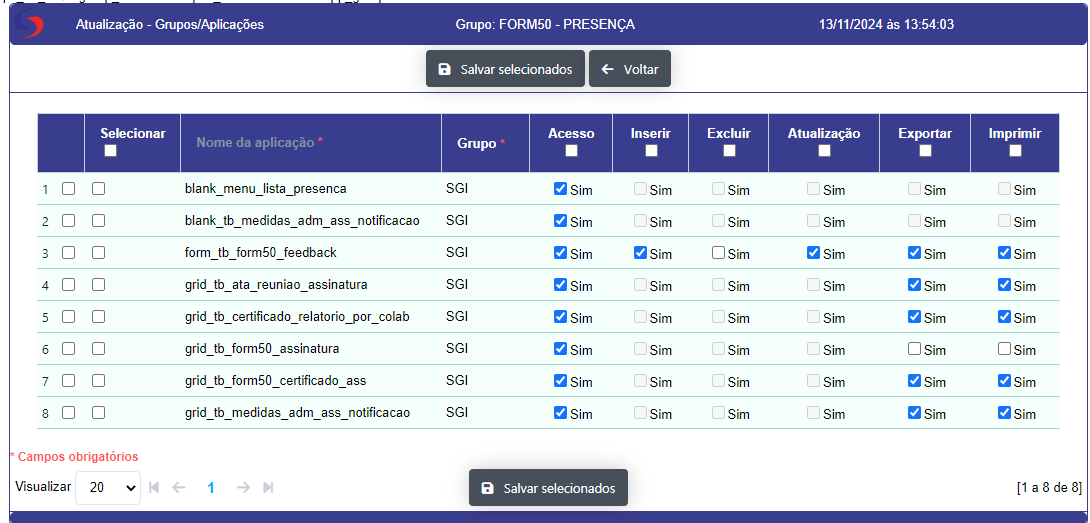 Atualização - Grupos/Aplicações Grupo: FORM50 - PRESENÇA 13/11/2024 às 13:54:03
Salvar selecionados Voltar
Selecionar Nome da aplicação * Grupo * Acesso Inserir Excluir Atualização Exportar Imprimir
1 blank_menu_lista_presenca SGI Sim Sim Sim Sim Sim Sim
2 blank_tb_medidas_adm_ass_notificacao SGI Sim Sim Sim Sim Sim Sim
3 form_tb_form50_feedback SGI Sim Sim Sim Sim Sim Sim
4 grid_tb_ata_reuniao_assinatura SGI Sim Sim Sim Sim Sim Sim
5 grid_tb_certificado_relatorio_por_colab SGI Sim Sim Sim Sim Sim Sim
6 grid_tb_form50_assinatura SGI Sim Sim Sim Sim Sim Sim
7 grid_tb_form50_certificado_ass SGI Sim Sim Sim Sim Sim Sim
8 grid_tb_medidas_adm_ass_notificacao SGI Sim Sim Sim Sim Sim Sim
* Campos obrigatórios
Visualizar 20 1 Salvar selecionados [1 a 8 de 8]